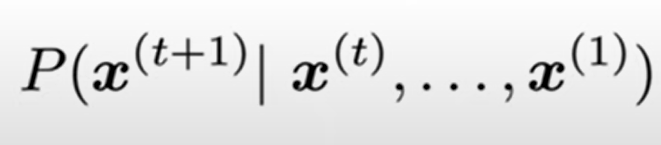 P(𝒙^{(t+1)} | 𝒙^{(t)}, . . . , 𝒙^{(1)})